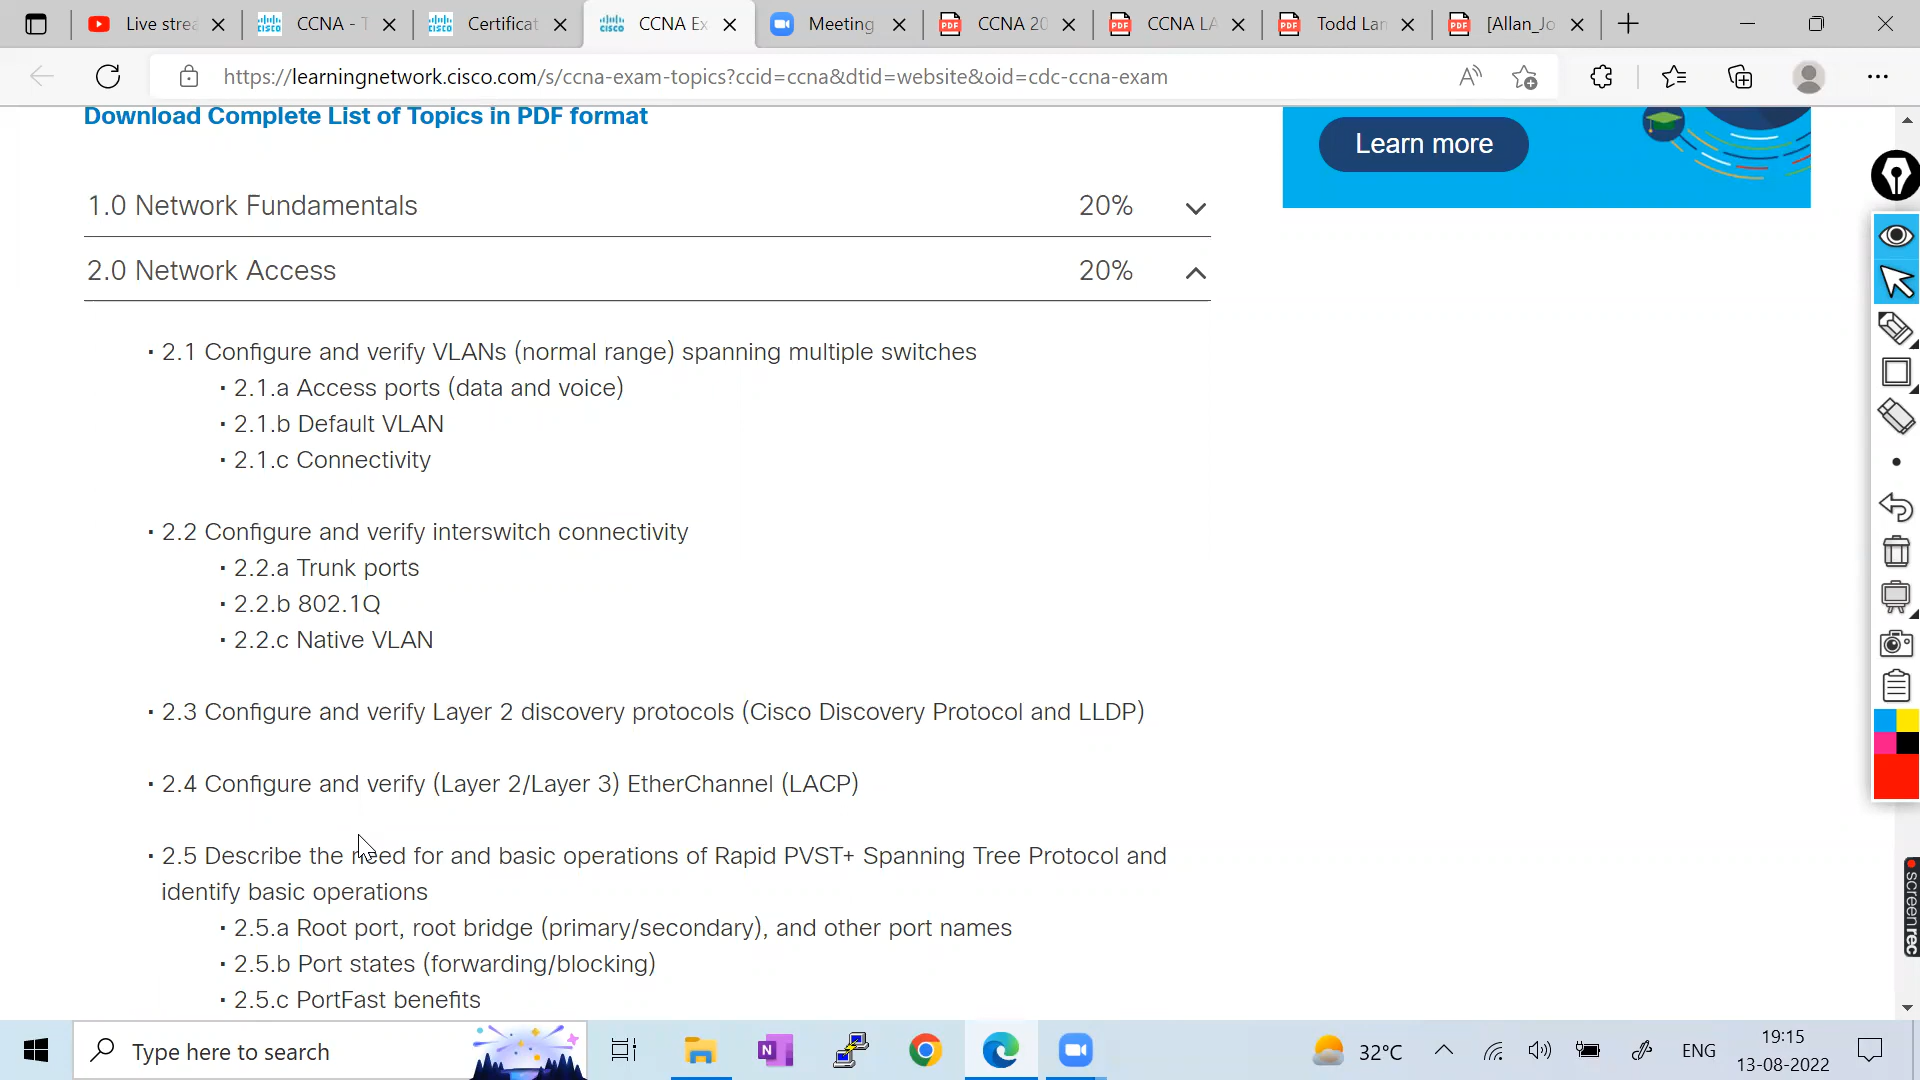 Live stre
CCNA - T
Certificat
CCNA Ex
Meeting
CCNA 20
CCNA LA
Todd Lan
[Allan_Jo
https://learningnetwork.cisco.com/s/ccna-exam-topics?ccid=ccna&dtid=website&oid=cdc-ccna-exam
Download Complete List of Topics in PDF format
Learn more
1.0 Network Fundamentals 20%
2.0 Network Access 20%
· 2.1 Configure and verify VLANs (normal range) spanning multiple switches
· 2.1.a Access ports (data and voice)
· 2.1.b Default VLAN
· 2.1.c Connectivity
· 2.2 Configure and verify interswitch connectivity
· 2.2.a Trunk ports
· 2.2.b 802.1Q
· 2.2.c Native VLAN
· 2.3 Configure and verify Layer 2 discovery protocols (Cisco Discovery Protocol and LLDP)
· 2.4 Configure and verify (Layer 2/Layer 3) EtherChannel (LACP)
· 2.5 Describe the need for and basic operations of Rapid PVST+ Spanning Tree Protocol and
identify basic operations
· 2.5.a Root port, root bridge (primary/secondary), and other port names
· 2.5.b Port states (forwarding/blocking)
· 2.5.c PortFast benefits
screenrec
Type here to search
32°C
ENG
19:15
13-08-2022